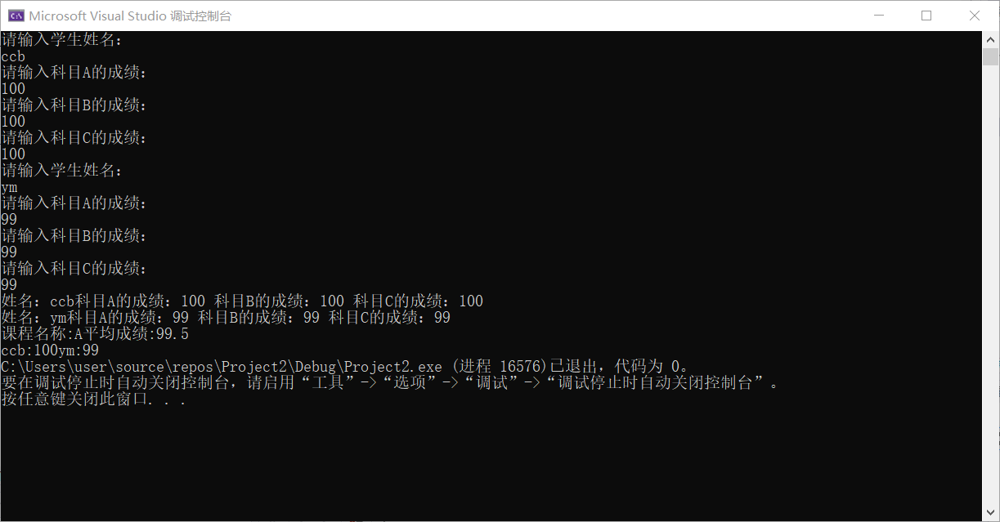 Microsoft Visual Studio 调试控制台
请输入学生姓名：
ccb
请输入科目A的成绩：
100
请输入科目B的成绩：
100
请输入科目C的成绩：
100
请输入学生姓名：
ym
请输入科目A的成绩：
99
请输入科目B的成绩：
99
请输入科目C的成绩：
99
姓名：ccb科目A的成绩：100 科目B的成绩：100 科目C的成绩：100
姓名：ym科目A的成绩：99 科目B的成绩：99 科目C的成绩：99
课程名称:A平均成绩:99.5
ccb:100ym:99
C:\Users\user\source\repos\Project2\Debug\Project2.exe (进程 16576)已退出，代码为 0。
要在调试停止时自动关闭控制台，请启用“工具”->“选项”->“调试”->“调试停止时自动关闭控制台”。
按任意键关闭此窗口. . .